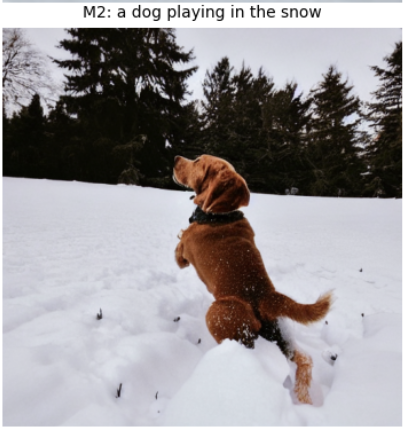 M2: a dog playing in the snow